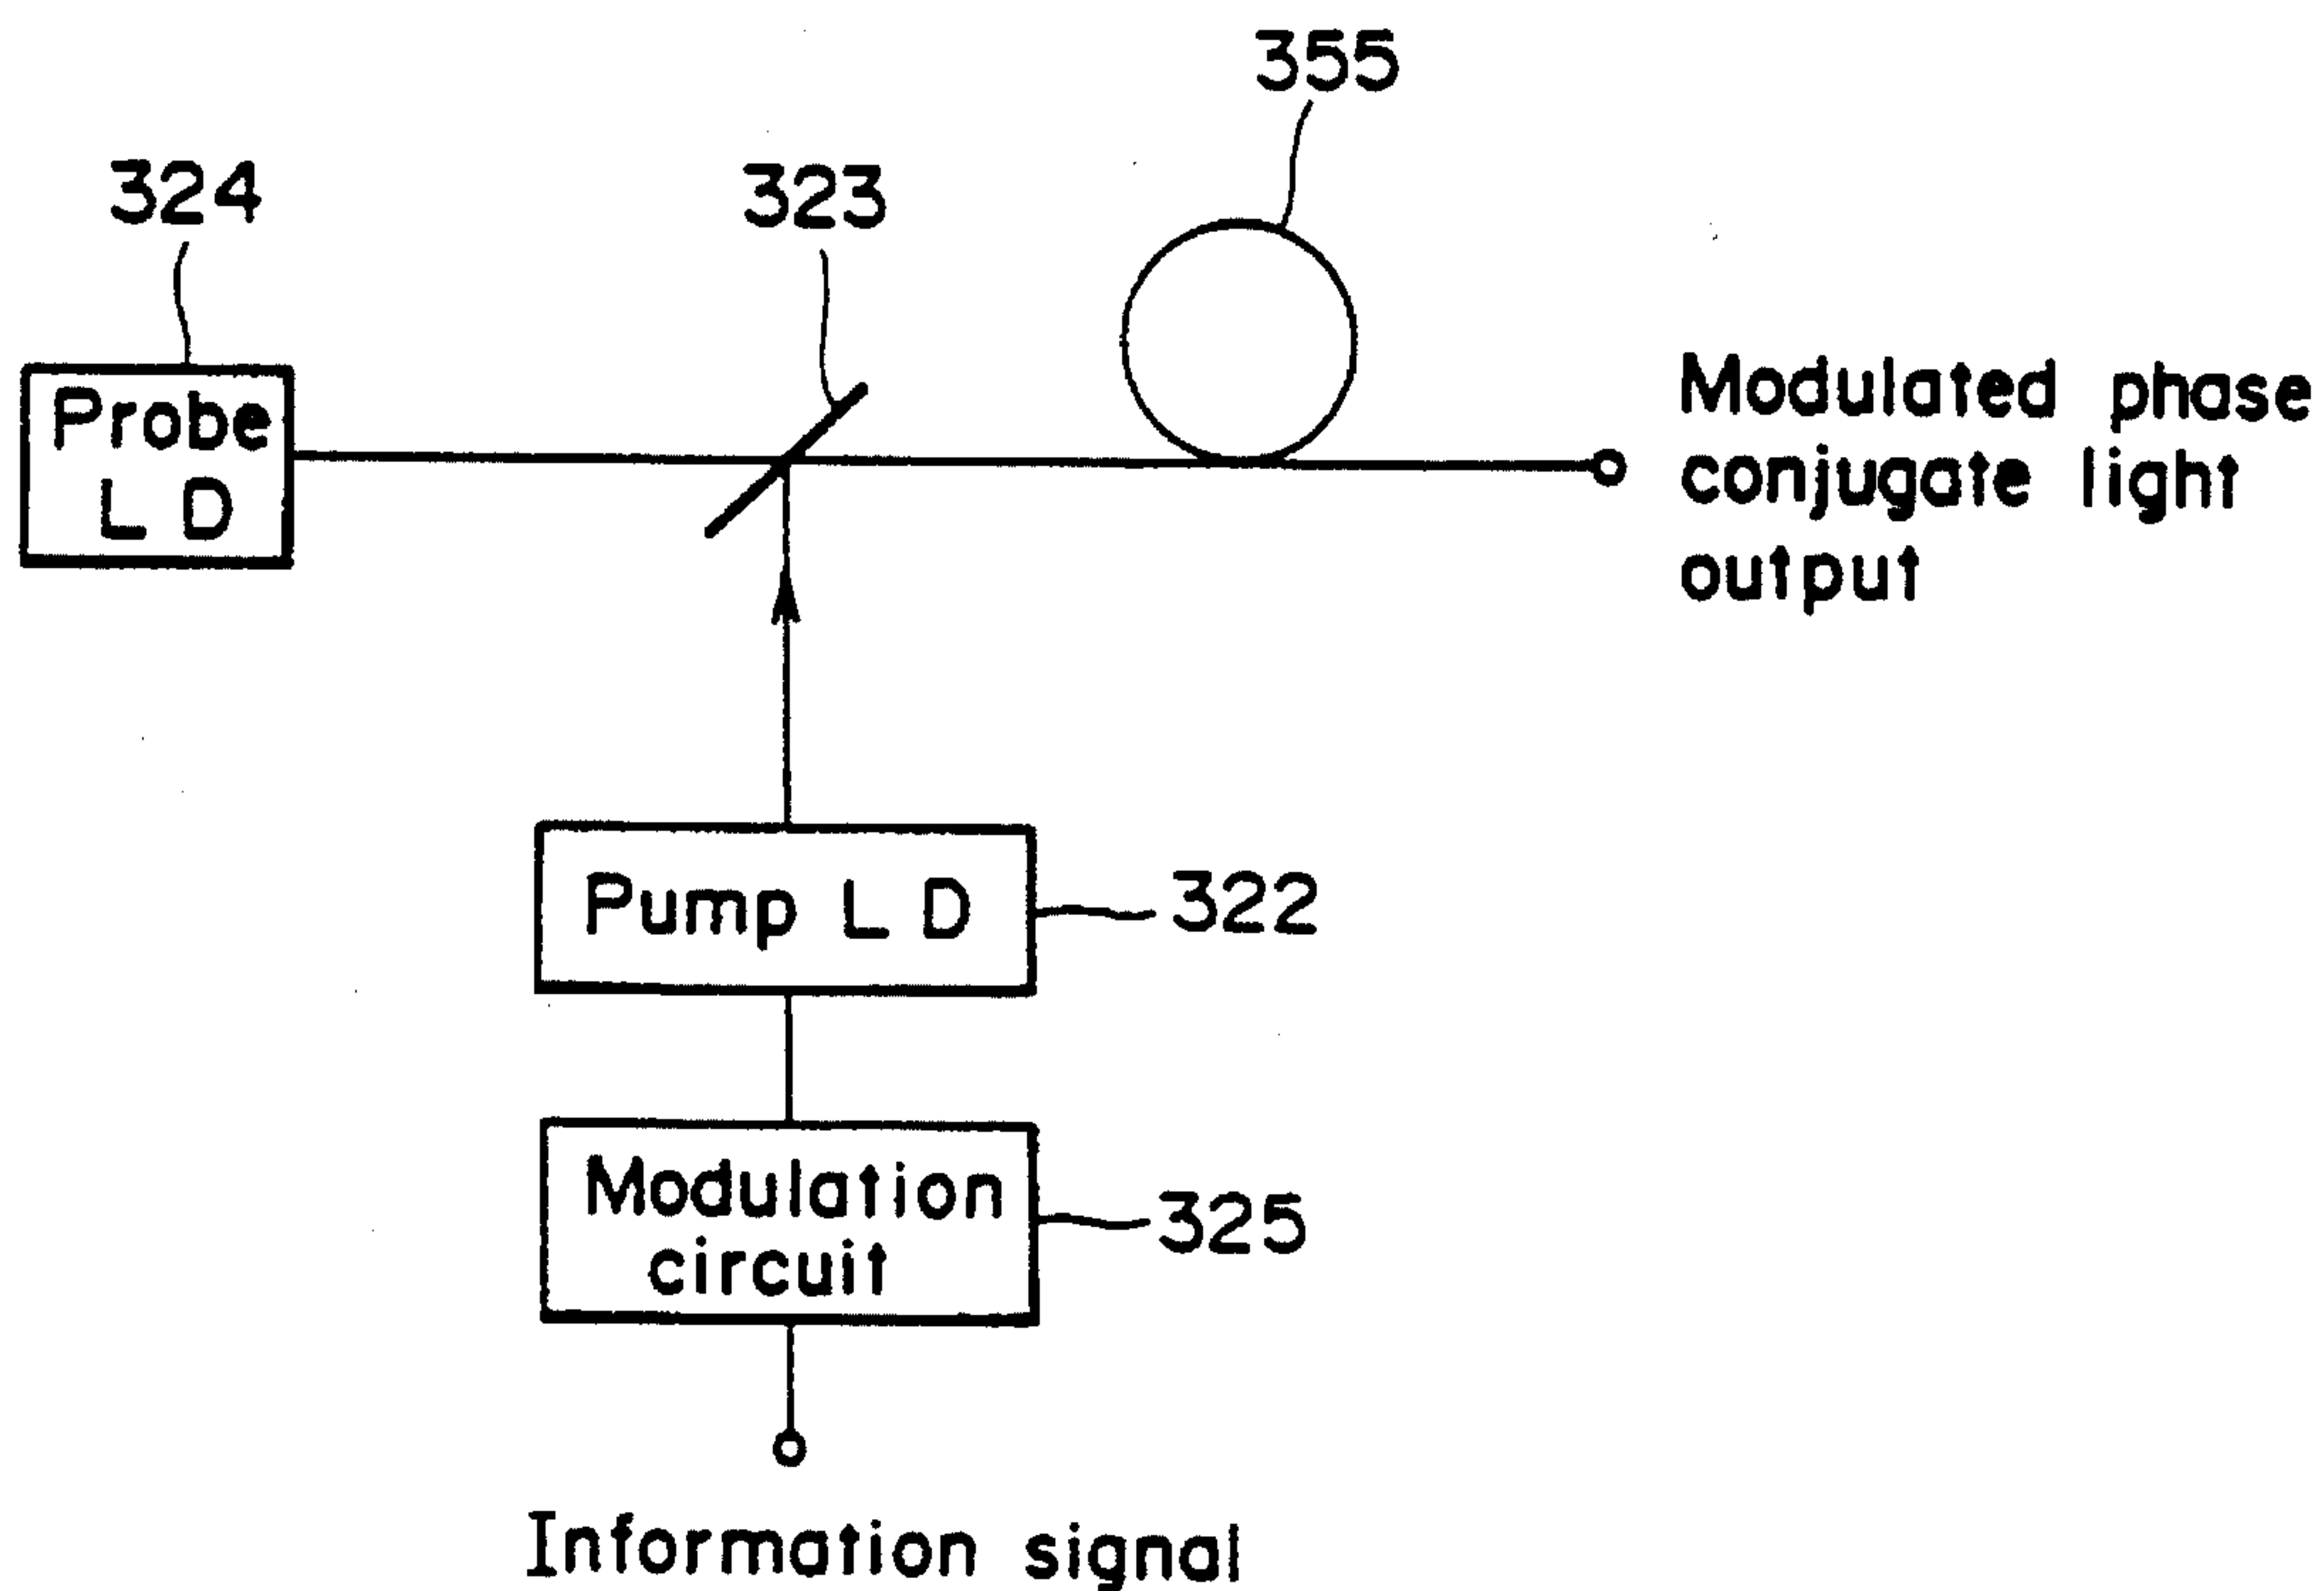 355
324
323
Probe
L D
Modulated phase
conjugate light
output
Pump L D
322
Modulation
circuit
325
Information signal